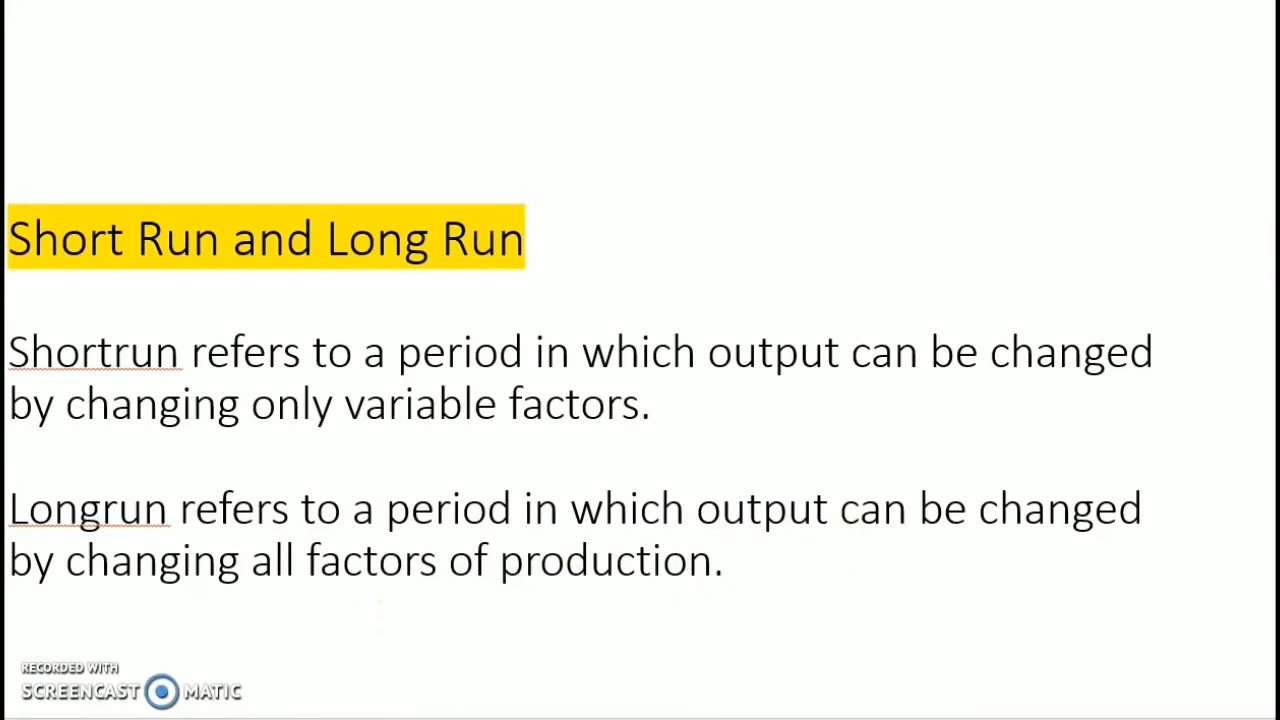 Short Run and Long Run
Shortrun refers to a period in which output can be changed
by changing only variable factors.
Longrun refers to a period in which output can be changed
by changing all factors of production.
RECORDED WITH
SCREENCAST MATIC